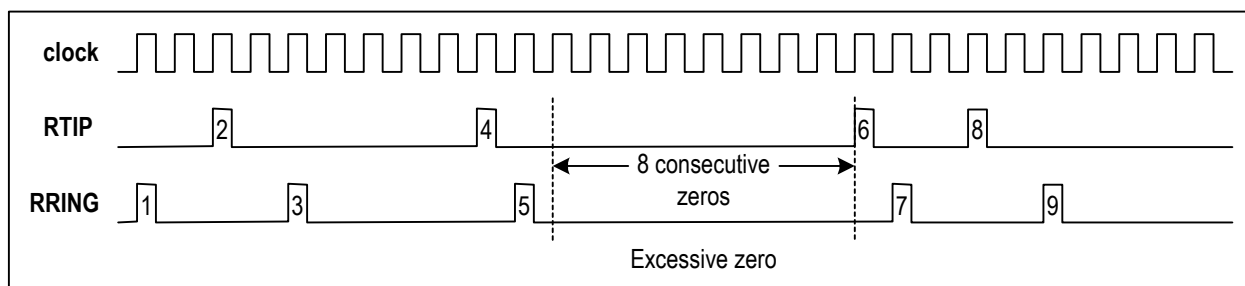 clock
RTIP
2
4
6
8
8 consecutive
zeros
RRING
1
3
5
7
9
Excessive zero